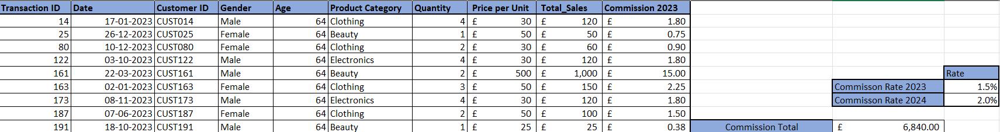 Transaction ID Date Customer ID Gender Age Product Category Quantity Price per Unit Total_Sales Commission 2023
14 17-01-2023 CUST014 Male 64 Clothing 4 £ 30 £ 120 £ 1.80
25 26-12-2023 CUST025 Female 64 Beauty 1 £ 50 £ 50 £ 0.75
80 10-12-2023 CUST080 Female 64 Clothing 2 £ 30 £ 60 £ 0.90
122 03-10-2023 CUST122 Male 64 Electronics 4 £ 30 £ 120 £ 1.80
161 22-03-2023 CUST161 Male 64 Beauty 2 £ 500 £ 1,000 £ 15.00 Rate
163 02-01-2023 CUST163 Female 64 Clothing 3 £ 50 £ 150 £ 2.25 Commisson Rate 2023 1.5%
173 08-11-2023 CUST173 Male 64 Electronics 4 £ 30 £ 120 £ 1.80 Commisson Rate 2024 2.0%
187 07-06-2023 CUST187 Female 64 Clothing 2 £ 50 £ 100 £ 1.50
191 18-10-2023 CUST191 Male 64 Beauty 1 £ 25 £ 25 £ 0.38 Commission Total £ 6,840.00